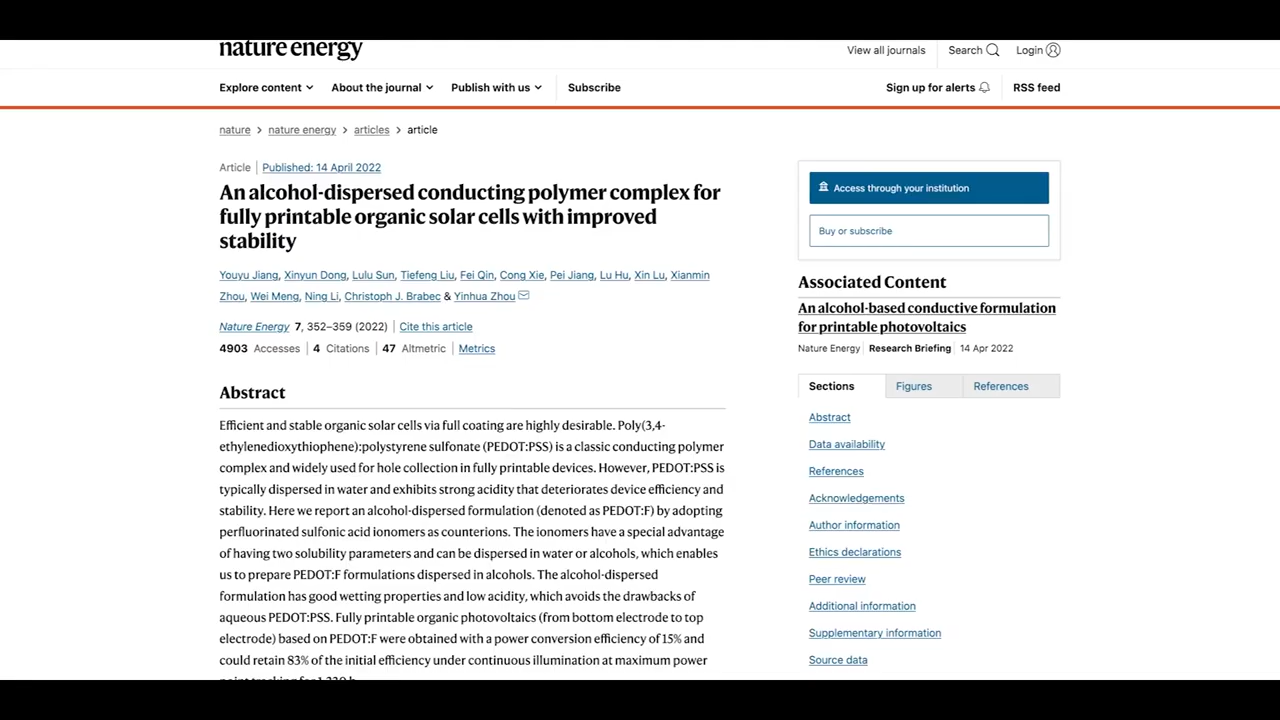 nature energy
View all journals
Search
Login
Explore content
About the journal
Publish with us
Subscribe
Sign up for alerts
RSS feed
nature > nature energy > articles > article
Article | Published: 14 April 2022
An alcohol-dispersed conducting polymer complex for
fully printable organic solar cells with improved
stability
Youyu Jiang, Xinyun Dong, Lulu Sun, Tiefeng Liu, Fei Qin, Cong Xie, Pei Jiang, Lu Hu, Xin Lu, Xianmin
Zhou, Wei Meng, Ning Li, Christoph J. Brabec & Yinhua Zhou
Nature Energy 7, 352–359 (2022) | Cite this article
4903 Accesses | 4 Citations | 47 Altmetric | Metrics
Abstract
Efficient and stable organic solar cells via full coating are highly desirable. Poly(3,4-
ethylenedioxythiophene):polystyrene sulfonate (PEDOT:PSS) is a classic conducting polymer
complex and widely used for hole collection in fully printable devices. However, PEDOT:PSS is
typically dispersed in water and exhibits strong acidity that deteriorates device efficiency and
stability. Here we report an alcohol-dispersed formulation (denoted as PEDOT:F) by adopting
perfluorinated sulfonic acid ionomers as counterions. The ionomers have a special advantage
of having two solubility parameters and can be dispersed in water or alcohols, which enables
us to prepare PEDOT:F formulations dispersed in alcohols. The alcohol-dispersed
formulation has good wetting properties and low acidity, which avoids the drawbacks of
aqueous PEDOT:PSS. Fully printable organic photovoltaics (from bottom electrode to top
electrode) based on PEDOT:F were obtained with a power conversion efficiency of 15% and
could retain 83% of the initial efficiency under continuous illumination at maximum power
Access through your institution
Buy or subscribe
Associated Content
An alcohol-based conductive formulation
for printable photovoltaics
Nature Energy | Research Briefing | 14 Apr 2022
Sections
Figures
References
Abstract
Data availability
References
Acknowledgements
Author information
Ethics declarations
Peer review
Additional information
Supplementary information
Source data